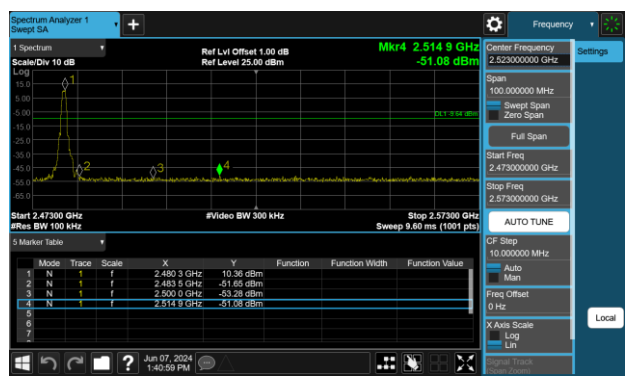 Spectrum Analyzer 1
Swept SA
Frequency
1 Spectrum
Scale/Div 10 dB
Ref Lvl Offset 1.00 dB
Ref Level 25.00 dBm
Mkr4 2.514 9 GHz
-51.08 dBm
Log
15.0
5.00
-5.00
-15.0
-25.0
-35.0
-45.0
-55.0
-65.0
1
2
3
4
Start 2.47300 GHz
#Res BW 100 kHz
#Video BW 300 kHz
Stop 2.57300 GHz
Sweep 9.60 ms (1001 pts)
5 Marker Table
Mode Trace Scale X Y Function Function Width Function Value
1 N 1 f 2.480 3 GHz 10.36 dBm
2 N 1 f 2.483 5 GHz -51.65 dBm
3 N 1 f 2.500 0 GHz -53.28 dBm
4 N 1 f 2.514 9 GHz -51.08 dBm
5
6
7
Jun 07, 2024
1:40:59 PM
Center Frequency
2.523000000 GHz
Settings
Span
100.000000 MHz
Swept Span
Zero Span
Full Span
Start Freq
2.473000000 GHz
Stop Freq
2.573000000 GHz
AUTO TUNE
CF Step
10.000000 MHz
Auto
Man
Freq Offset
0 Hz
X Axis Scale
Log
Lin
Local
Signal Track
(Span Zoom)